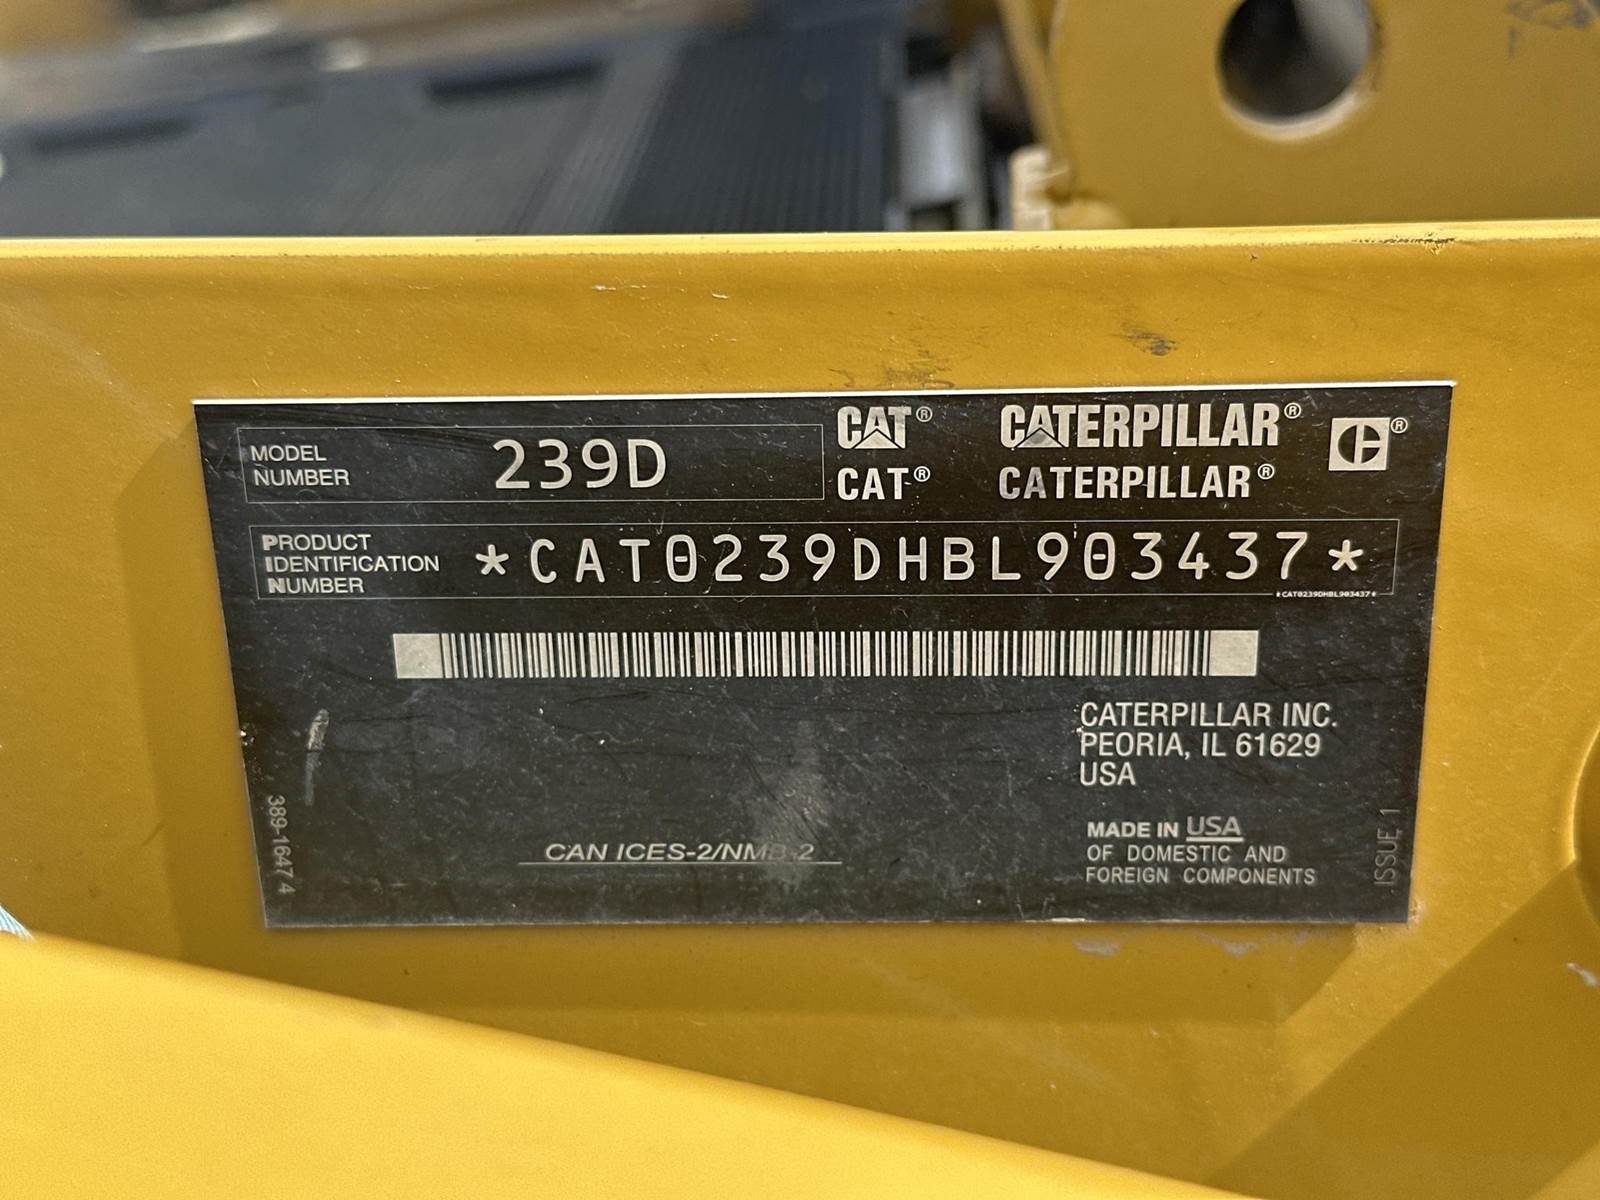 MODEL NUMBER 239D
CAT® CATERPILLAR® ®
CAT® CATERPILLAR®
PRODUCT IDENTIFICATION NUMBER *CAT0239DHBL903437*
*CAT0239DHBL903437*
CATERPILLAR INC.
PEORIA, IL 61629
USA
MADE IN USA
OF DOMESTIC AND
FOREIGN COMPONENTS
CAN ICES-2/NMB-2
389-1647 4
ISSUE 1